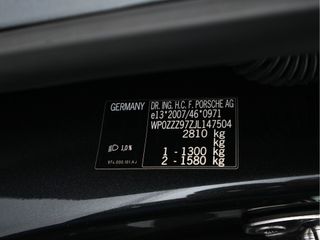 GERMANY
DR. ING. H.C. F. PORSCHE AG
e13*2007/46*0971
WP0ZZZ97ZJL147504
2810 kg
kg
1 - 1300 kg
2 - 1580 kg
1,0%